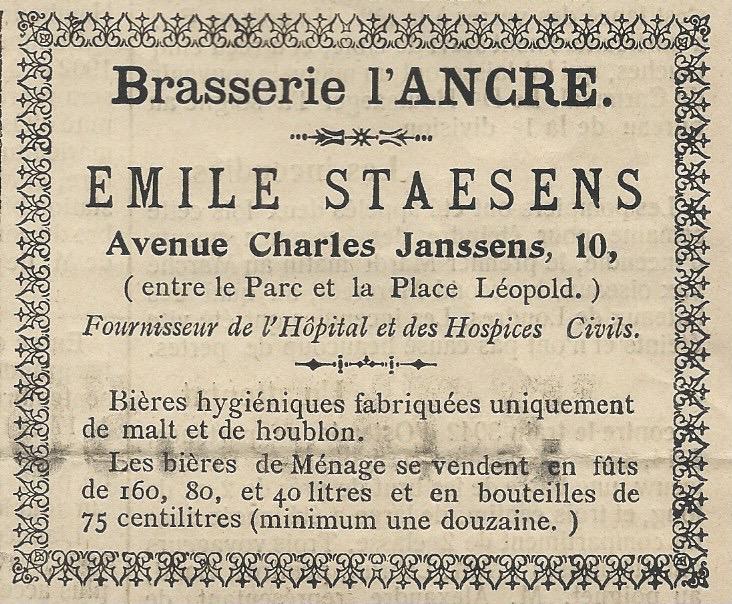 Brasserie l'ANCRE.
EMILE STAESENS
Avenue Charles Janssens, 10,
( entre le Parc et la Place Léopold. )
Fournisseur de l'Hôpital et des Hospices Civils.
Bières hygiéniques fabriquées uniquement
de malt et de houblon.
Les bières de Ménage se vendent en fûts
de 160, 80, et 40 litres et en bouteilles de
75 centilitres (minimum une douzaine. )